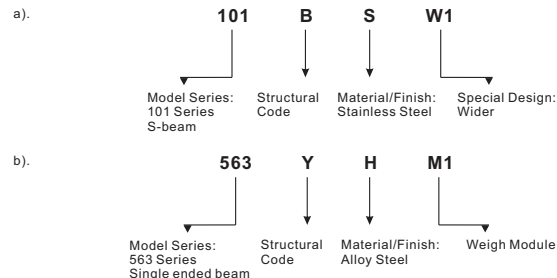 a).
101 B S W1
Model Series: Structural Material/Finish: Special Design:
101 Series Code Stainless Steel Wider
S-beam
b).
563 Y H M1
Model Series: Structural Material/Finish: Weigh Module
563 Series Code Alloy Steel
Single ended beam